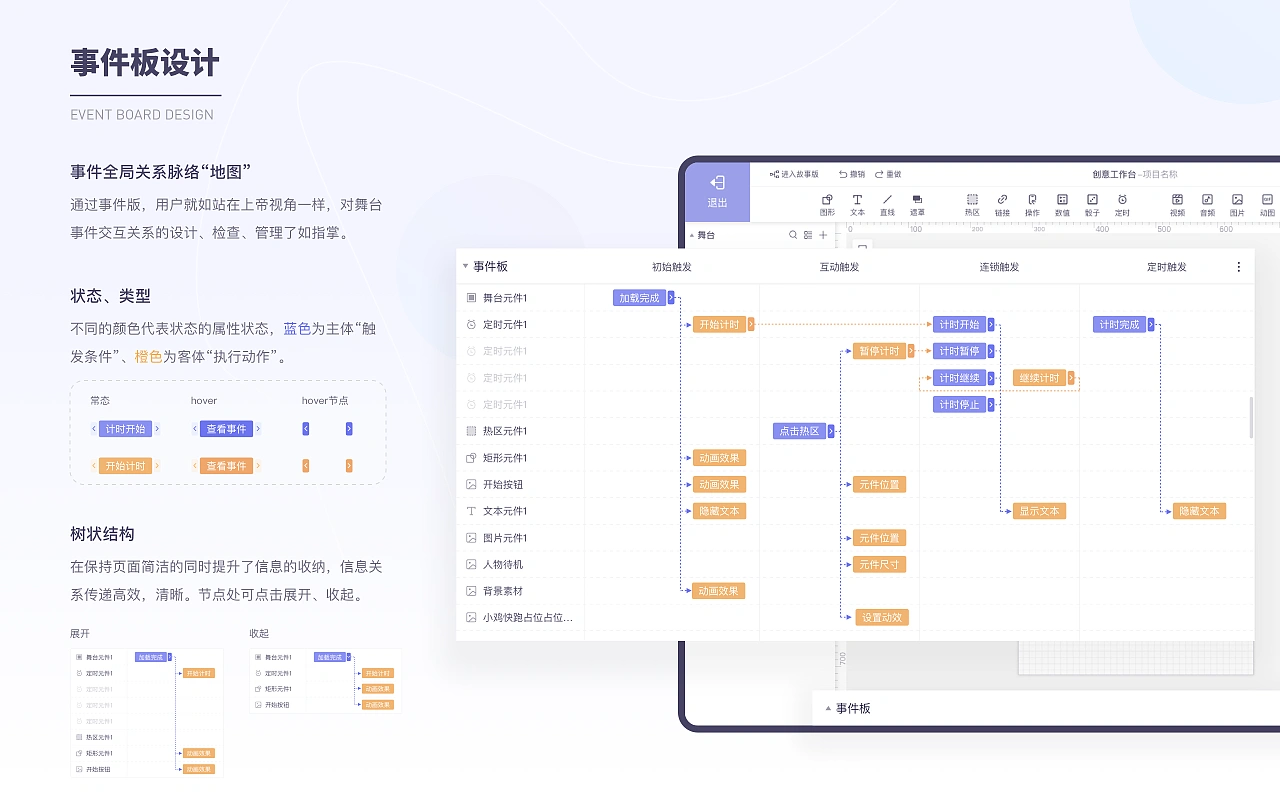 事件板设计
EVENT BOARD DESIGN
事件全局关系脉络“地图”
通过事件版，用户就如站在上帝视角一样，对舞台
事件交互关系的设计、检查、管理了如指掌。
状态、类型
不同的颜色代表状态的属性状态，蓝色为主体“触
发条件”、橙色为客体“执行动作”。
常态 hover hover节点
计时开始 查看事件
开始计时 查看事件
树状结构
在保持页面简洁的同时提升了信息的收纳，信息关
系传递高效，清晰。节点处可点击展开、收起。
展开 收起
舞台元件1 加载完成
定时元件1 开始计时
定时元件1
定时元件1
定时元件1
热区元件1
矩形元件1 动画效果
开始按钮 动画效果
舞台元件1 加载完成
定时元件1 开始计时
矩形元件1 动画效果
开始按钮 动画效果
退出
进入故事版 撤销 重做 创意工作台-项目名称
图形 文本 直线 遮罩 热区 链接 操作 数值 骰子 定时 视频 音频 图片 动图
舞台
0 100 200 300 400 500 600
事件板 初始触发 互动触发 连锁触发 定时触发
舞台元件1 加载完成
定时元件1 开始计时 计时开始 计时完成
定时元件1 暂停计时 计时暂停
定时元件1 计时继续 继续计时
定时元件1 计时停止
热区元件1 点击热区
矩形元件1 动画效果
开始按钮 动画效果 元件位置
文本元件1 隐藏文本 显示文本 隐藏文本
图片元件1 元件位置
人物待机 元件尺寸
背景素材 动画效果
小鸡快跑占位占位... 设置动效
700
事件板